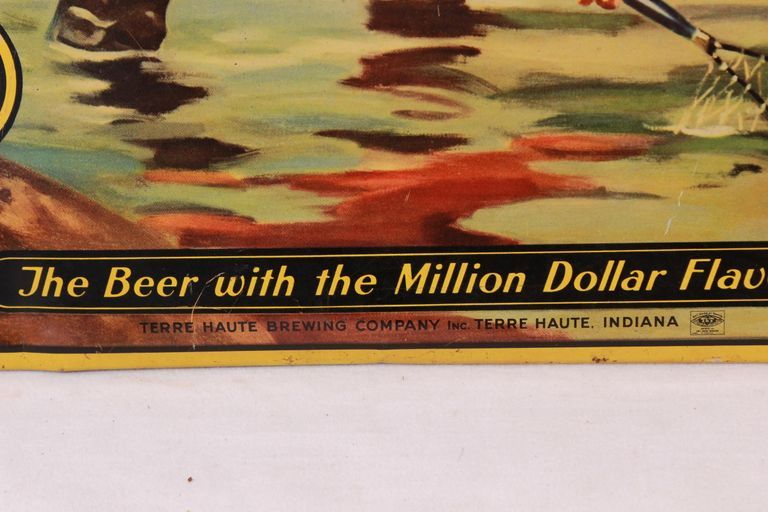 The Beer with the Million Dollar Flav
TERRE HAUTE BREWING COMPANY INC. TERRE HAUTE, INDIANA